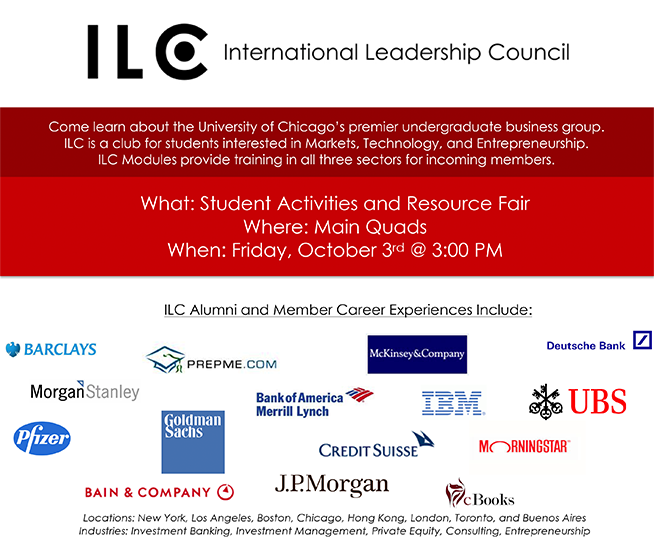 ILC International Leadership Council
Come learn about the University of Chicago's premier undergraduate business group.
ILC is a club for students interested in Markets, Technology, and Entrepreneurship.
ILC Modules provide training in all three sectors for incoming members.
What: Student Activities and Resource Fair
Where: Main Quads
When: Friday, October 3rd @ 3:00 PM
ILC Alumni and Member Career Experiences Include:
BARCLAYS
PREPME.COM
McKinsey&Company
Deutsche Bank
MorganStanley
Bank of America
Merrill Lynch
IBM
UBS
Pfizer
Goldman
Sachs
CREDIT SUISSE
MORNINGSTAR
BAIN & COMPANY
J.P.Morgan
cBooks
Locations: New York, Los Angeles, Boston, Chicago, Hong Kong, London, Toronto, and Buenos Aires
Industries: Investment Banking, Investment Management, Private Equity, Consulting, Entrepreneurship